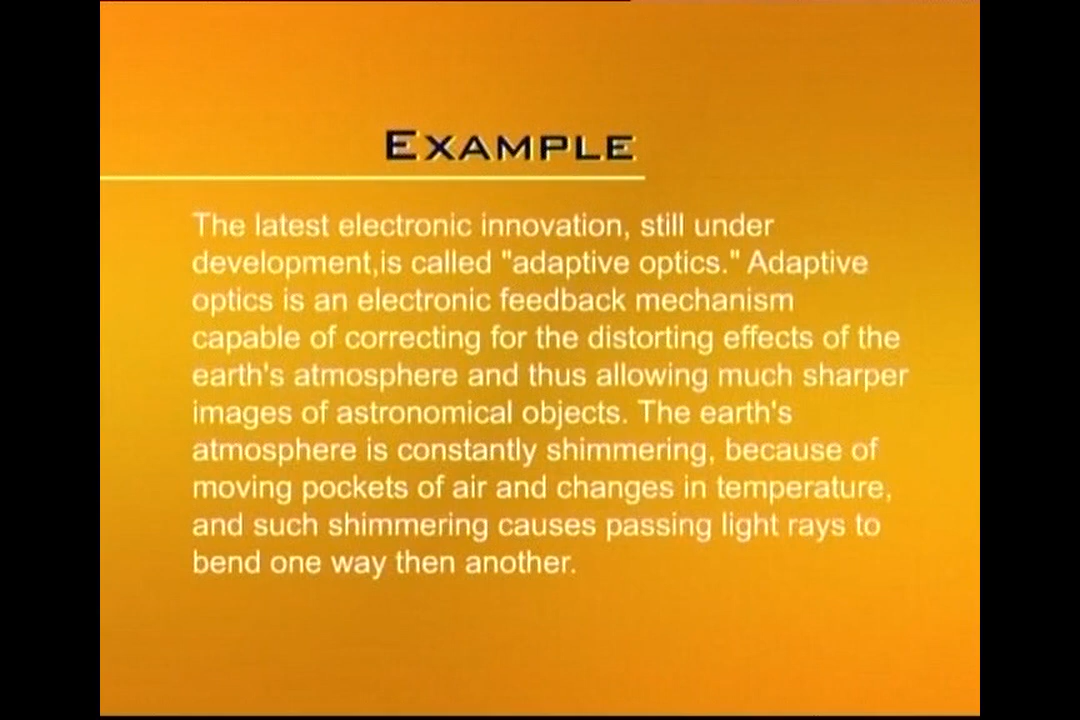 EXAMPLE
The latest electronic innovation, still under
development,is called "adaptive optics." Adaptive
optics is an electronic feedback mechanism
capable of correcting for the distorting effects of the
earth's atmosphere and thus allowing much sharper
images of astronomical objects. The earth's
atmosphere is constantly shimmering, because of
moving pockets of air and changes in temperature,
and such shimmering causes passing light rays to
bend one way then another.